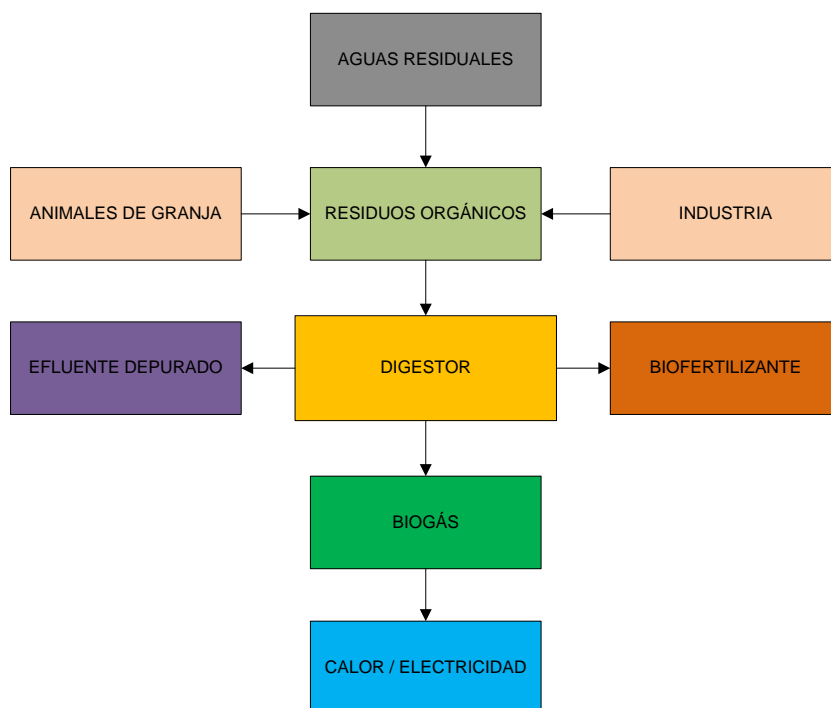 AGUAS RESIDUALES
ANIMALES DE GRANJA
RESIDUOS ORGÁNICOS
INDUSTRIA
EFLUENTE DEPURADO
DIGESTOR
BIOFERTILIZANTE
BIOGÁS
CALOR / ELECTRICIDAD